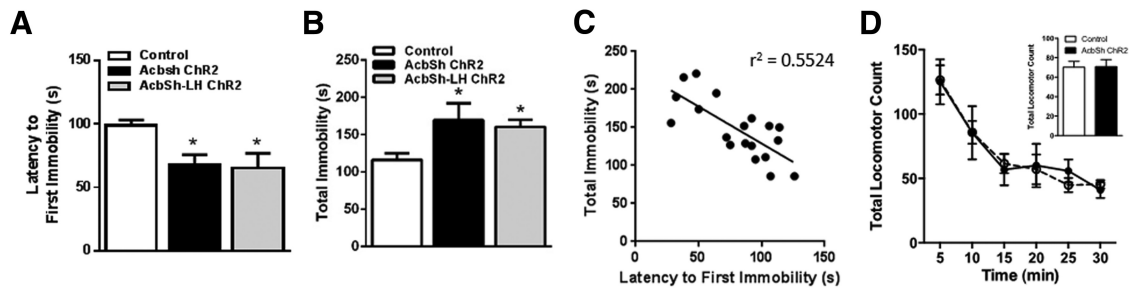 A
Control
Acbsh ChR2
AcbSh-LH ChR2
Latency to
First Immobility (s)
150
100
50
0
*
*
B
Control
AcbSh ChR2
AcbSh-LH ChR2
Total Immobility (s)
250
200
150
100
50
0
*
*
C
r² = 0.5524
Total Immobility (s)
250
200
150
100
50
0
0 50 100 150
Latency to First Immobility (s)
D
Total Locomotor Count
150
100
50
0
5 10 15 20 25 30
Time (min)
Control
AcbSh ChR2
Total Locomotor Count
100
80
60
40
20
0